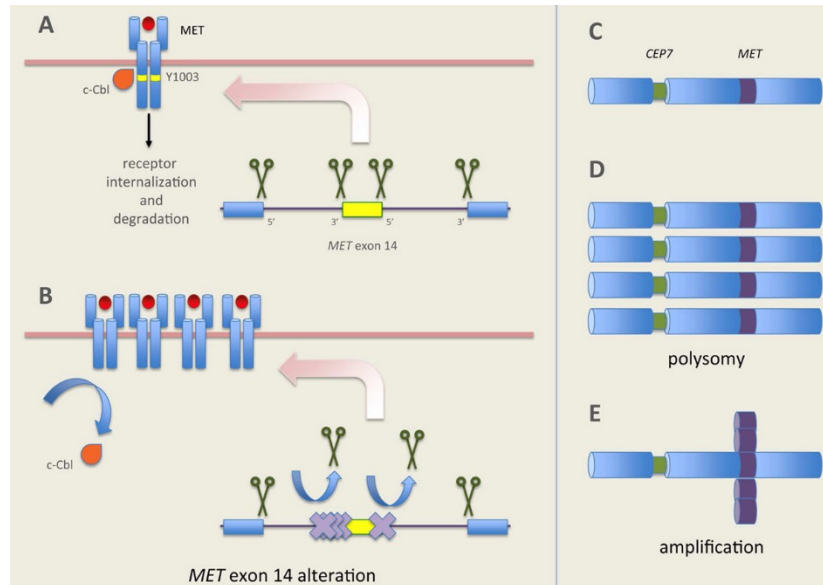 A
MET
c-Cbl
Y1003
receptor
internalization
and
degradation
5’ 3’ 5’ 3’
MET exon 14
B
c-Cbl
MET exon 14 alteration
C
CEP7 MET
D
polysomy
E
amplification